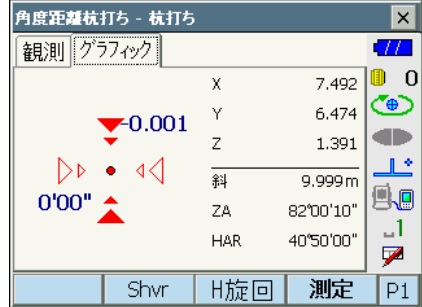 角度距離杭打ち - 杭打ち
観測 グラフィック
0
X 7.492
-0.001
Y 6.474
Z 1.391
斜 9.999m
0'00"
ZA 82°00'10"
1
HAR 40°50'00"
Shvr H旋回 測定 P1